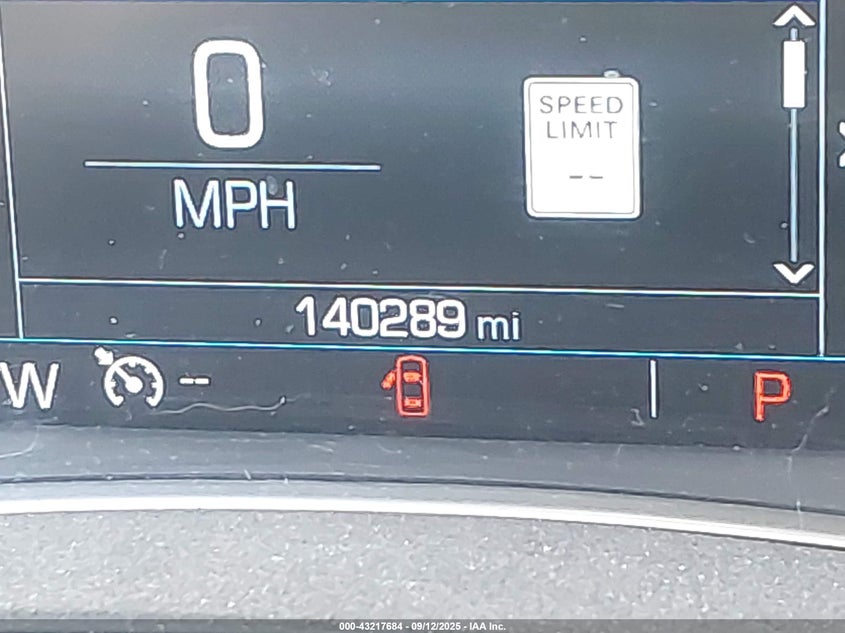 0
MPH
SPEED
LIMIT
--
140289 mi
W
--
P
000-43217684 - 09/12/2025 - IAA Inc.